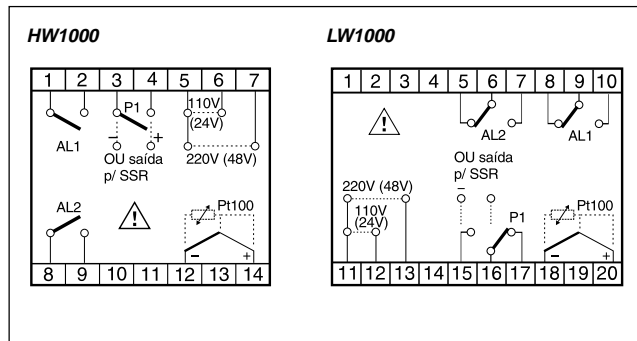 HW1000
1 2 3 4 5 6 7
P1
110V
(24V)
AL1
– +
OU saída
p/ SSR
220V (48V)
AL2
!
Pt100
– +
8 9 10 11 12 13 14
LW1000
1 2 3 4 5 6 7 8 9 10
!
AL2
AL1
OU saída
p/ SSR
220V (48V)
110V
(24V)
–
P1
Pt100
– +
11 12 13 14 15 16 17 18 19 20